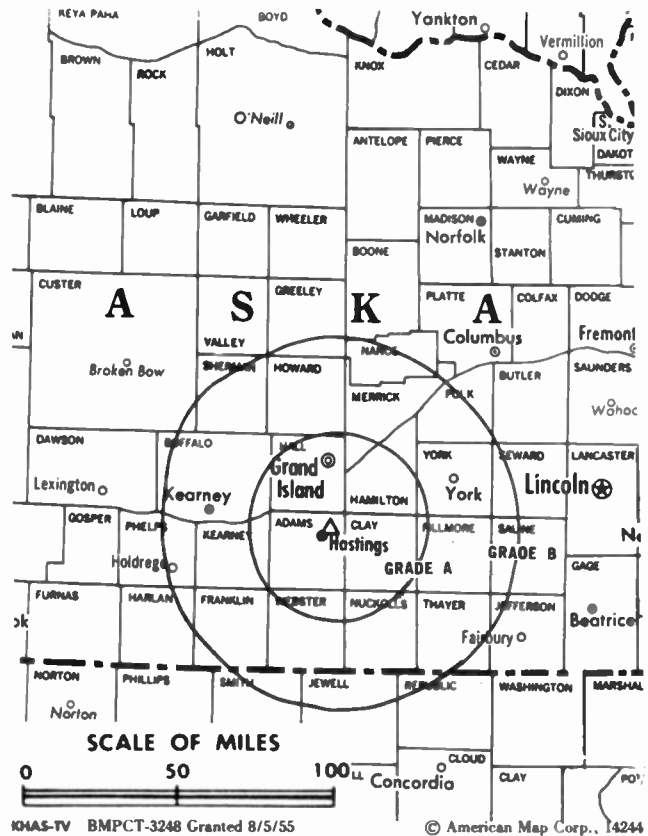 KEYA PAHA
BOYD
Yankton
Vermillion
BROWN
ROCK
HOLT
KNOX
CEDAR
DIXON
O'Neill
S.
Sioux City
ANTELOPE
PIERCE
WAYNE
DAKOT
THURSTO
Wayne
BLAINE
LOUP
GARFIELD
WHEELER
MADISON
Norfolk
CUMING
BOONE
STANTON
CUSTER
GREELEY
PLATTE
COLFAX
DODGE
A S K A
Columbus
Fremont
VALLEY
NANCE
Broken Bow
SHERMAN
HOWARD
BUTLER
SAUNDERS
MERRICK
POLK
Wahoo
DAWSON
BUFFALO
HALL
YORK
SEWARD
LANCASTER
Grand
Island
Lexington
Kearney
York
Lincoln
HAMILTON
GOSPER
PHELPS
KEARNEY
ADAMS
CLAY
FILLMORE
SALINE
Hastings
GRADE A
GRADE B
Holdrege
GAGE
FURNAS
HARLAN
FRANKLIN
WEBSTER
NUCKOLLS
THAYER
JEFFERSON
Beatrice
Fairbury
NORTON
PHILLIPS
SMITH
JEWELL
REPUBLIC
WASHINGTON
MARSHAL
Norton
SCALE OF MILES
CLOUD
0 50 100
LL
Concordia
CLAY
KHAS-TV BMPCT-3248 Granted 8/5/55
© American Map Corp., 14244